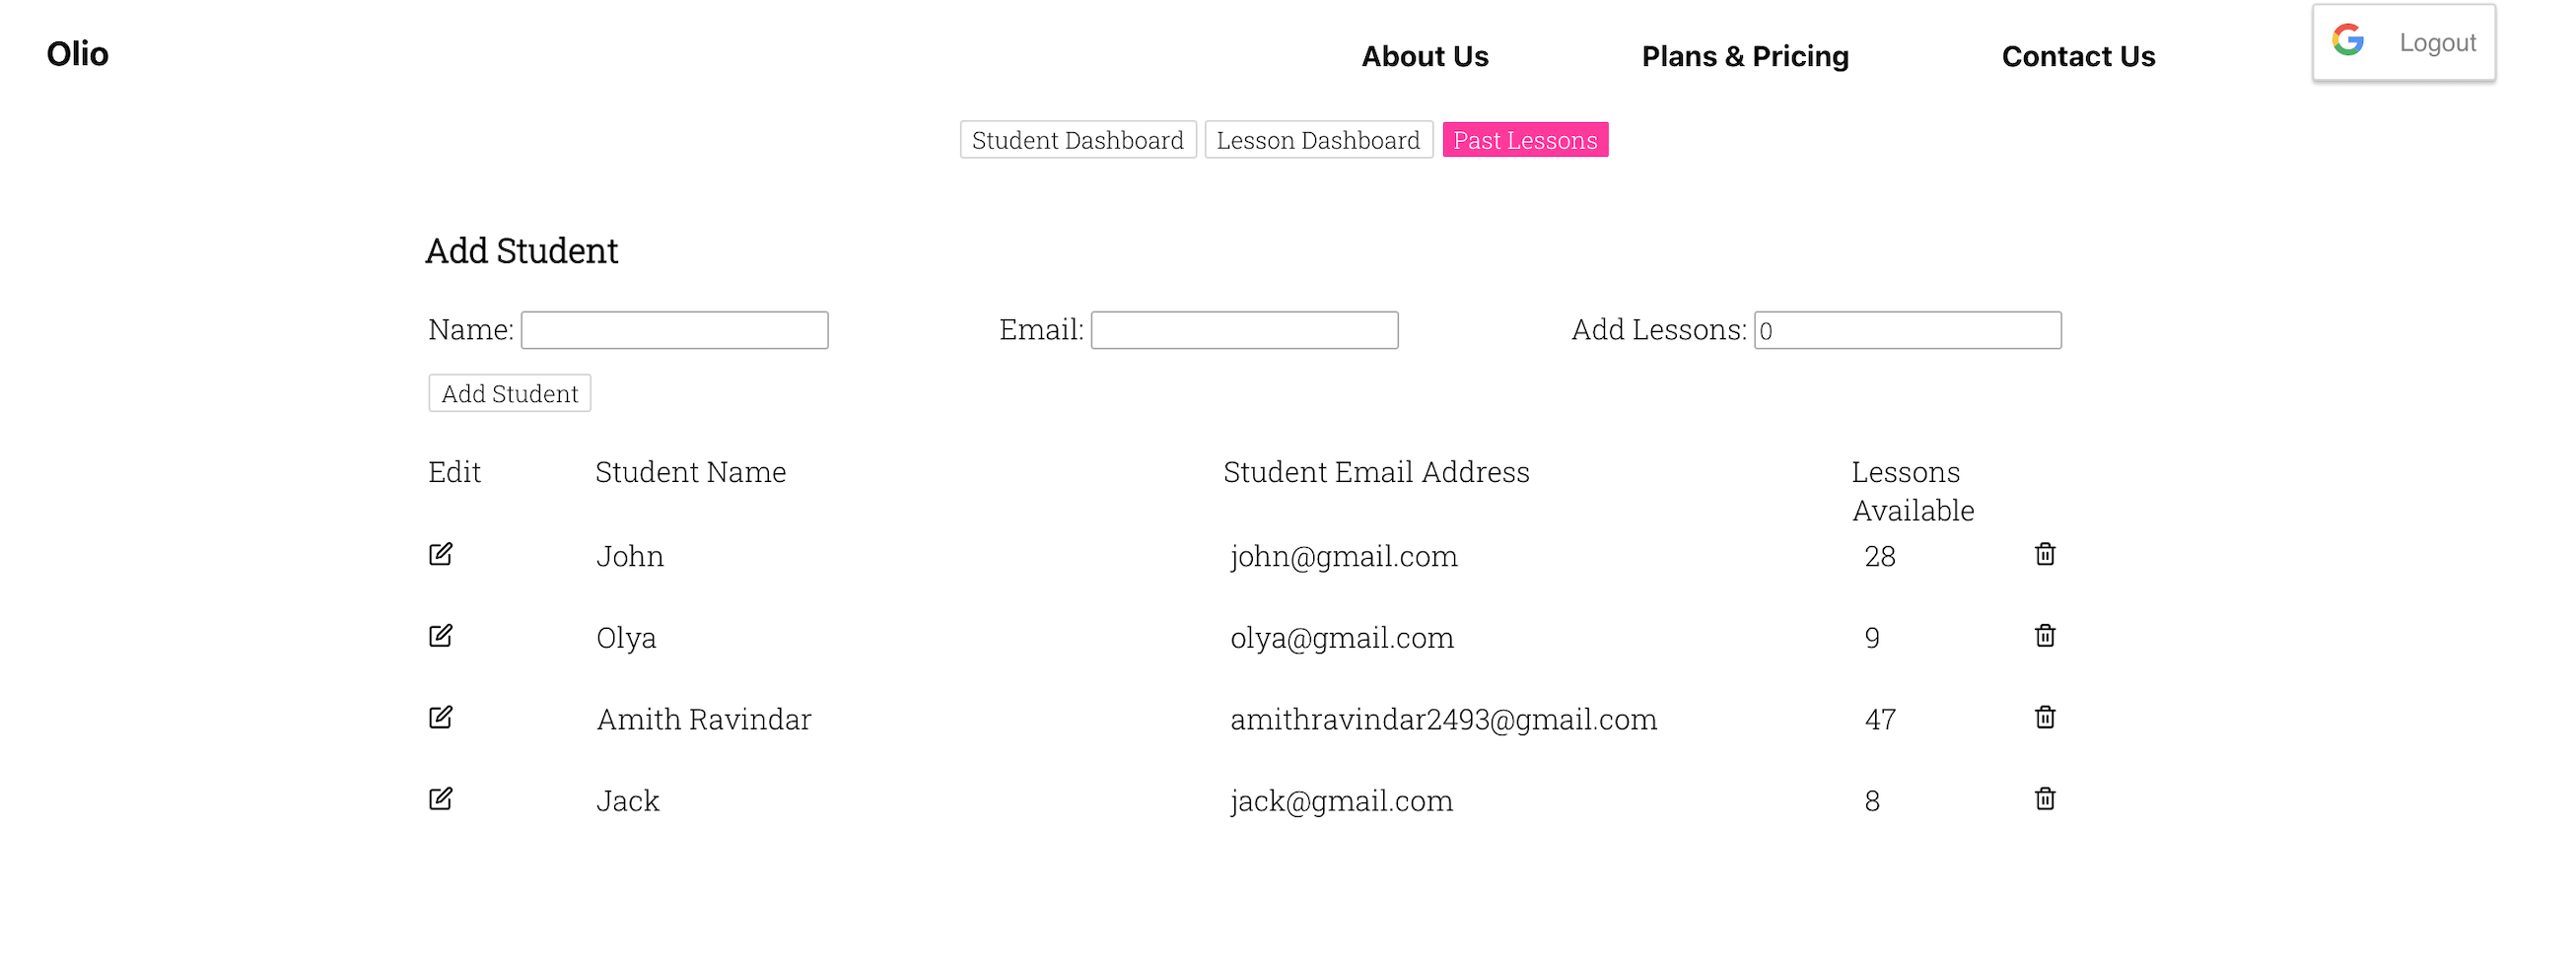 Olio About Us Plans & Pricing Contact Us Logout
Student Dashboard Lesson Dashboard Past Lessons
Add Student
Name: Email: Add Lessons: 0
Add Student
Edit Student Name Student Email Address Lessons
Available
John john@gmail.com 28
Olya olya@gmail.com 9
Amith Ravindar amithravindar2493@gmail.com 47
Jack jack@gmail.com 8